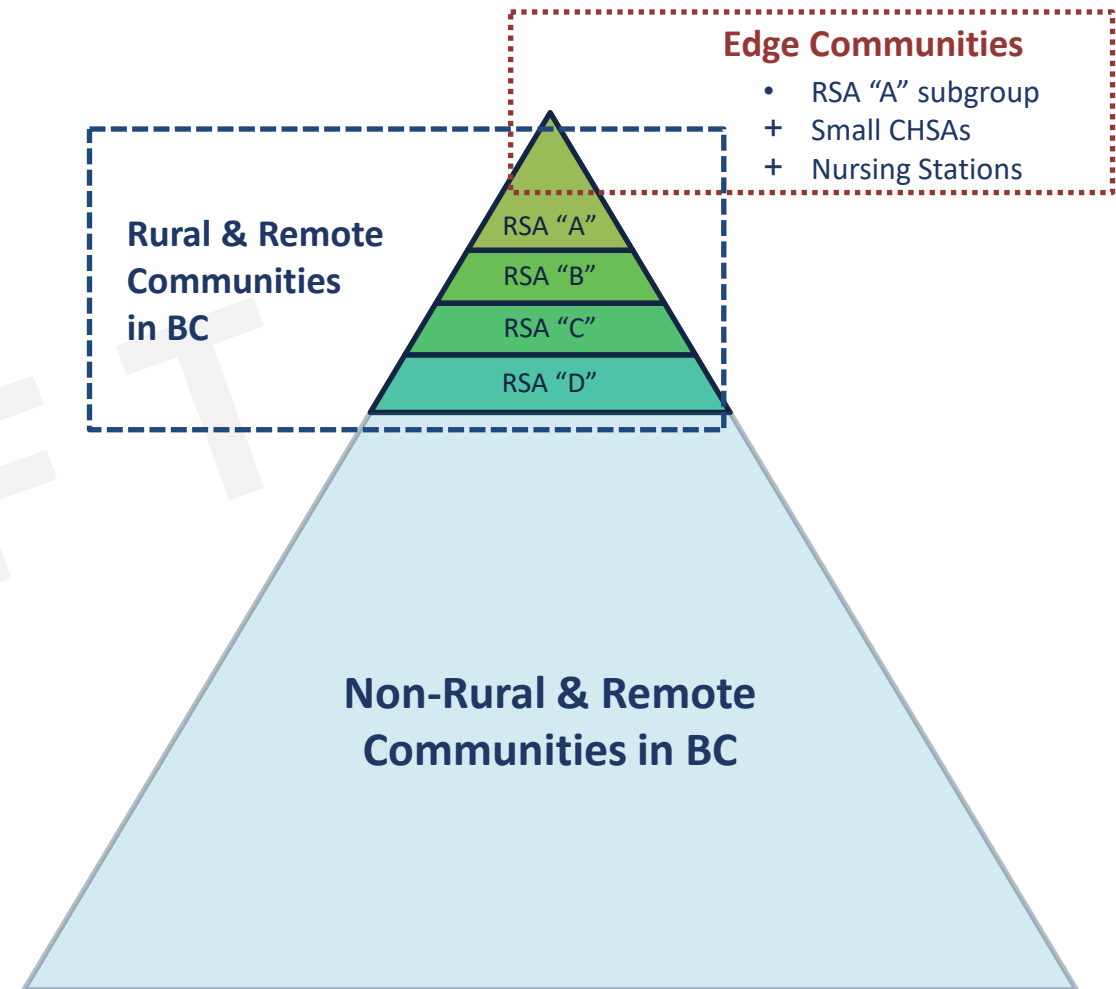 Edge Communities
• RSA “A” subgroup
+ Small CHSAs
+ Nursing Stations
Rural & Remote
Communities
in BC
RSA “A”
RSA “B”
RSA “C”
RSA “D”
F T
Non-Rural & Remote
Communities in BC